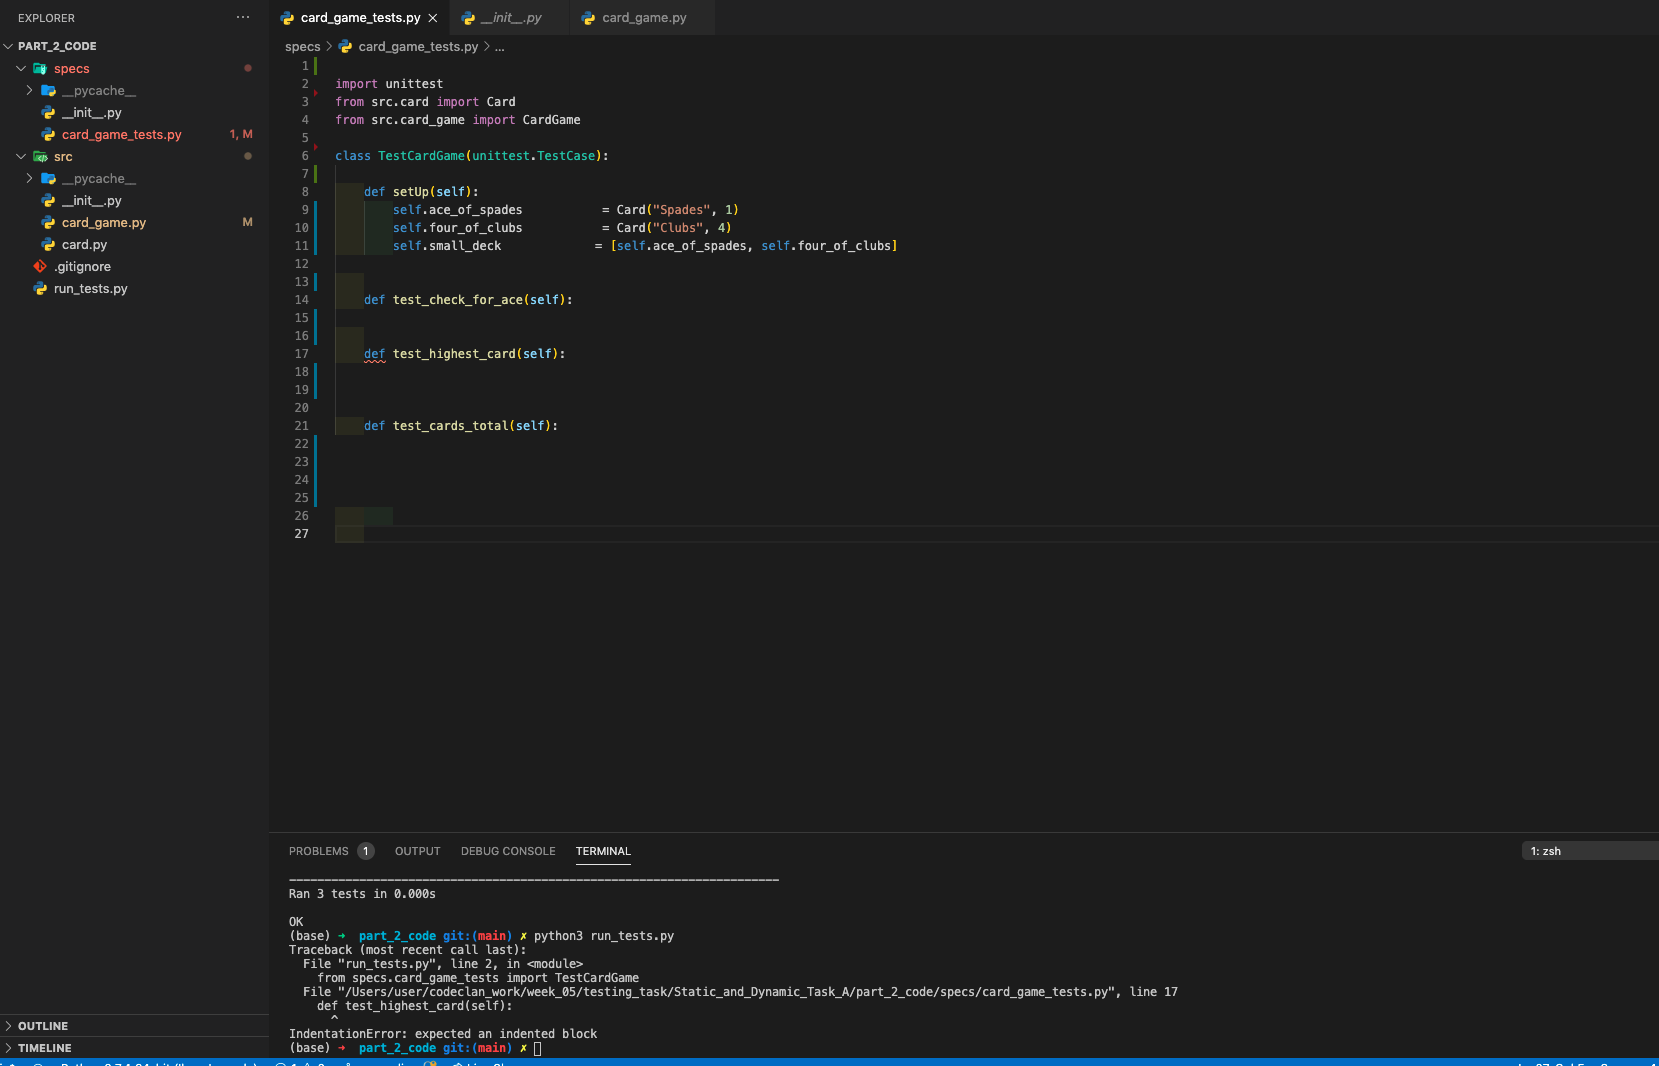 EXPLORER
PART_2_CODE
specs
__pycache__
__init__.py
card_game_tests.py 1, M
src
__pycache__
__init__.py
card_game.py M
card.py
.gitignore
run_tests.py
OUTLINE
TIMELINE
card_game_tests.py __init__.py card_game.py
specs > card_game_tests.py > ...
1
2 import unittest
3 from src.card import Card
4 from src.card_game import CardGame
5
6 class TestCardGame(unittest.TestCase):
7
8 def setUp(self):
9 self.ace_of_spades = Card("Spades", 1)
10 self.four_of_clubs = Card("Clubs", 4)
11 self.small_deck = [self.ace_of_spades, self.four_of_clubs]
12
13
14 def test_check_for_ace(self):
15
16
17 def test_highest_card(self):
18
19
20
21 def test_cards_total(self):
22
23
24
25
26
27
PROBLEMS 1 OUTPUT DEBUG CONSOLE TERMINAL 1: zsh
----------------------------------------------------------------------
Ran 3 tests in 0.000s
OK
(base) ➜ part_2_code git:(main) ✗ python3 run_tests.py
Traceback (most recent call last):
File "run_tests.py", line 2, in <module>
from specs.card_game_tests import TestCardGame
File "/Users/user/codeclan_work/week_05/testing_task/Static_and_Dynamic_Task_A/part_2_code/specs/card_game_tests.py", line 17
def test_highest_card(self):
^
IndentationError: expected an indented block
(base) ➜ part_2_code git:(main) ✗